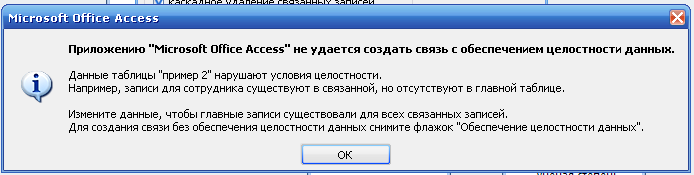 каскадное удаление связанных записей
Microsoft Office Access
Приложению "Microsoft Office Access" не удается создать связь с обеспечением целостности данных.
Данные таблицы "пример 2" нарушают условия целостности.
Например, записи для сотрудника существуют в связанной, но отсутствуют в главной таблице.
Измените данные, чтобы главные записи существовали для всех связанных записей.
Для создания связи без обеспечения целостности данных снимите флажок "Обеспечение целостности данных".
ОК
ученая степень